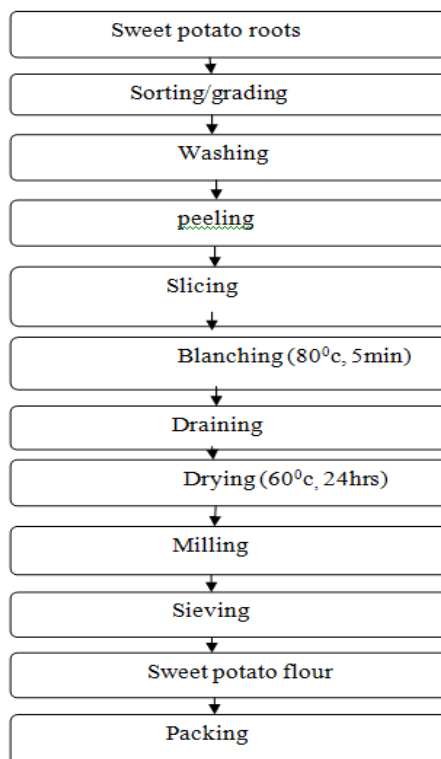 Sweet potato roots
Sorting/grading
Washing
peeling
Slicing
Blanching (80⁰c, 5min)
Draining
Drying (60⁰c, 24hrs)
Milling
Sieving
Sweet potato flour
Packing